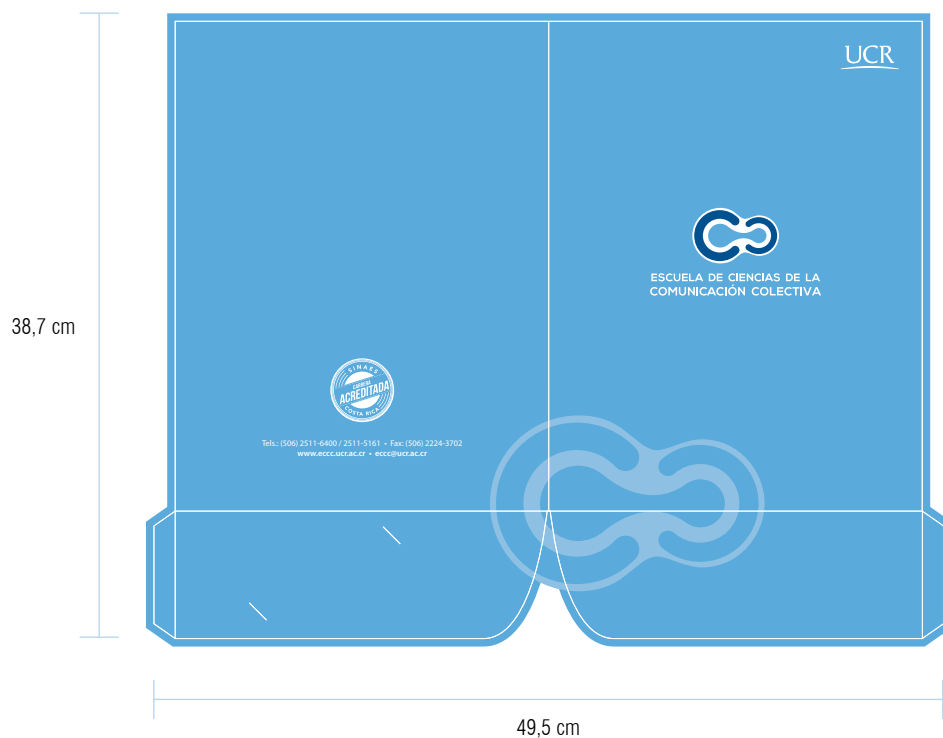 UCR
ESCUELA DE CIENCIAS DE LA
COMUNICACIÓN COLECTIVA
38,7 cm
SINAES
CARRERA
ACREDITADA
COSTA RICA
Tels.: (506) 2511-6400 / 2511-5161 • Fax: (506) 2224-3702
www.eccc.ucr.ac.cr • eccc@ucr.ac.cr
49,5 cm